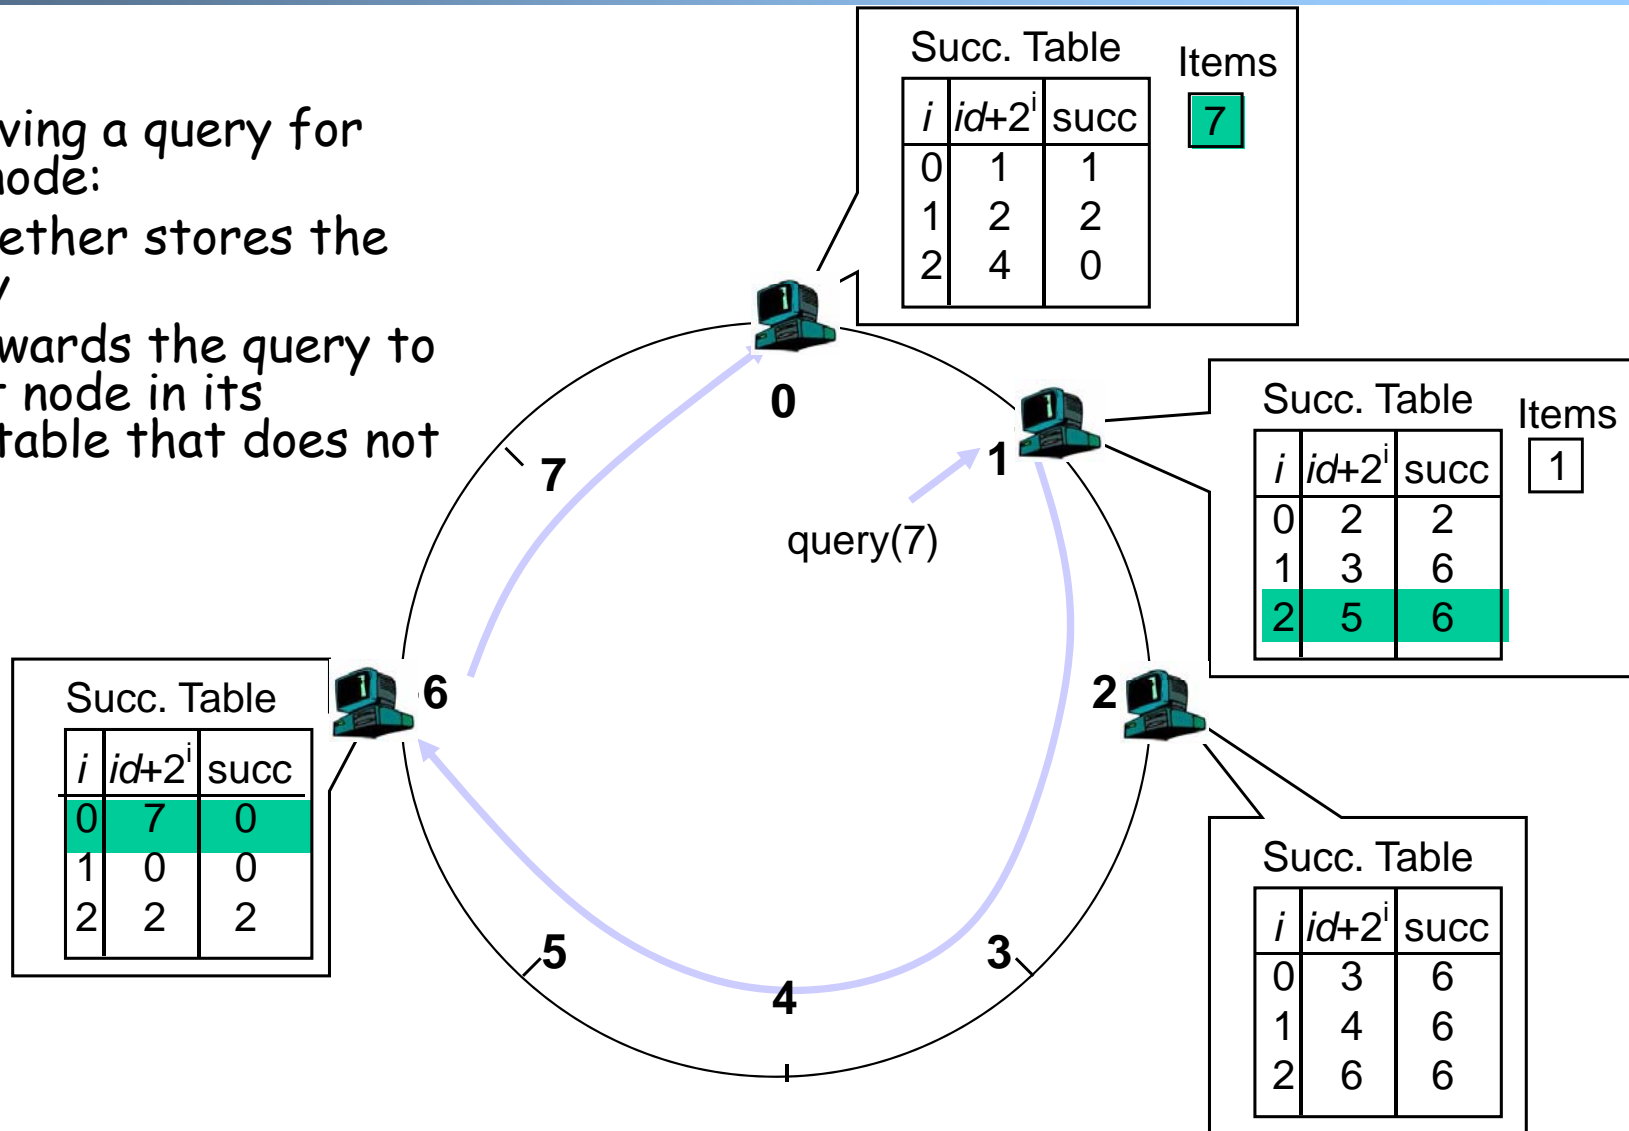 ving a query for
node:
ether stores the
y
wards the query to
t node in its
table that does not
Succ. Table
Items
i id+2^i succ
7
0 1 1
1 2 2
2 4 0
0
1
2
3
4
5
6
7
query(7)
Succ. Table
Items
i id+2^i succ
1
0 2 2
1 3 6
2 5 6
Succ. Table
i id+2^i succ
0 7 0
1 0 0
2 2 2
Succ. Table
i id+2^i succ
0 3 6
1 4 6
2 6 6